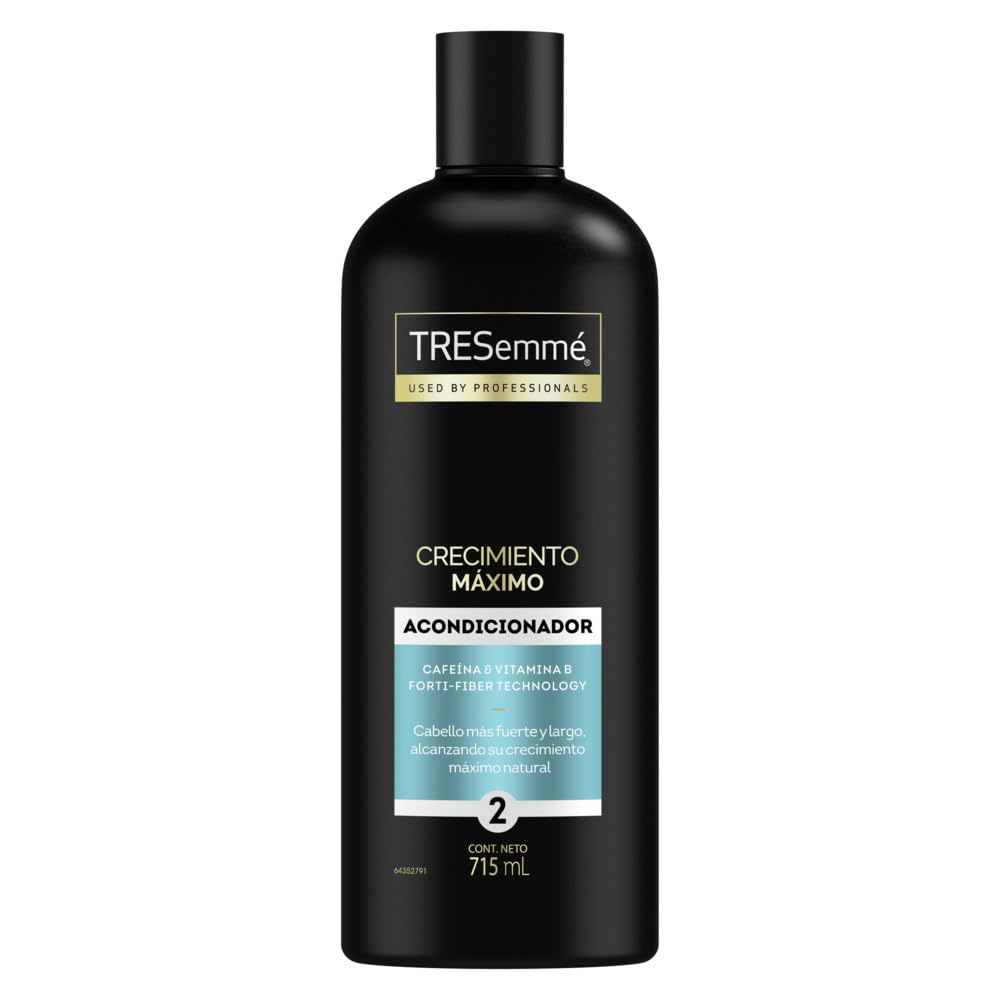 TRESemmé®
USED BY PROFESSIONALS
CRECIMIENTO
MÁXIMO
ACONDICIONADOR
CAFEÍNA & VITAMINA B
FORTI-FIBER TECHNOLOGY
Cabello más fuerte y largo,
alcanzando su crecimiento
máximo natural
2
CONT. NETO
715 mL
64352791